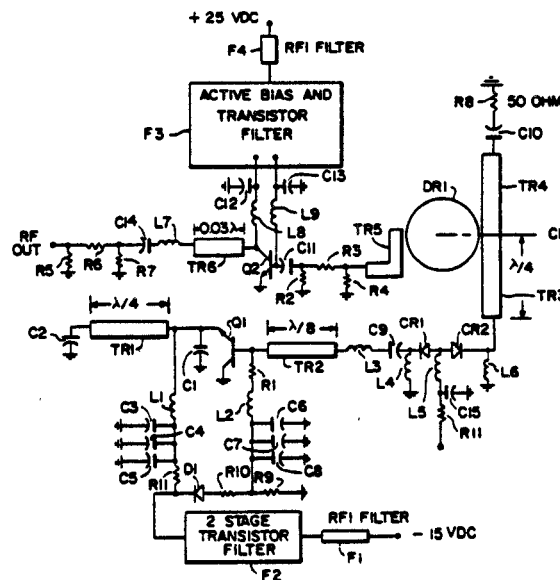 + 25 VDC
F4
RFI FILTER
ACTIVE BIAS AND
TRANSISTOR
FILTER
F3
R8
50 OHM
C10
DR1
TR4
C12
C13
L8
L9
C14
L7
0.03λ
TR6
RF
OUT
R5
R6
R7
Q2
C11
R2
R3
R4
TR5
λ/4
TR3
C2
λ/4
TR1
C1
Q1
λ/8
TR2
L3
C9
CR1
CR2
L4
L5
L6
C15
R11
L1
R1
L2
C3
C4
C5
C6
C7
C8
R11
D1
R10
R9
2 STAGE
TRANSISTOR
FILTER
F2
RFI FILTER
F1
- 15 VDC